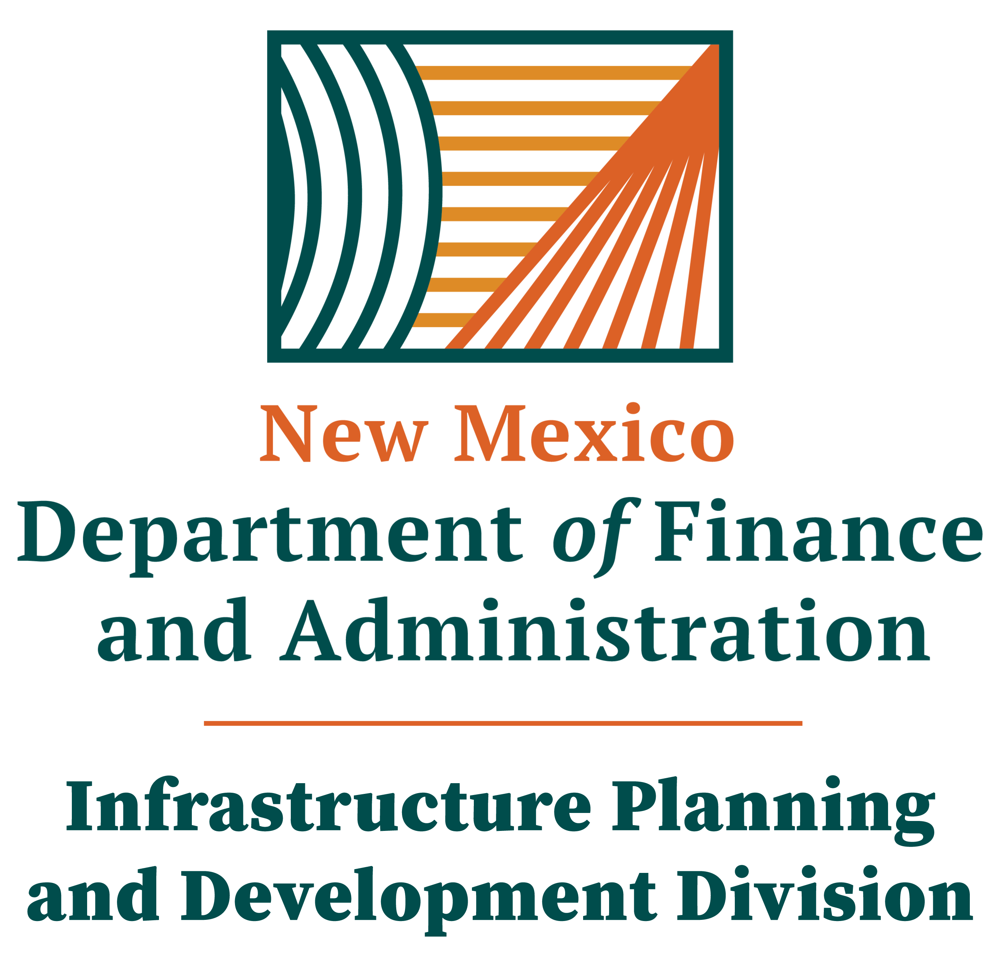 New Mexico
Department of Finance
and Administration
Infrastructure Planning
and Development Division